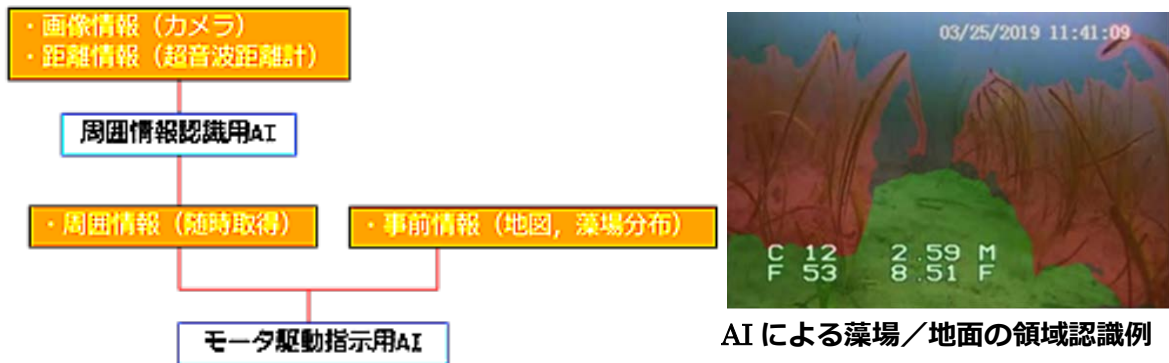 ・画像情報（カメラ）
・距離情報（超音波距離計）
周囲情報認識用AI
・周囲情報（随時取得）
・事前情報（地図，藻場分布）
モータ駆動指示用AI
03/25/2019 11:41:09
C 12 2.59 M
F 53 8.51 F
AIによる藻場／地面の領域認識例